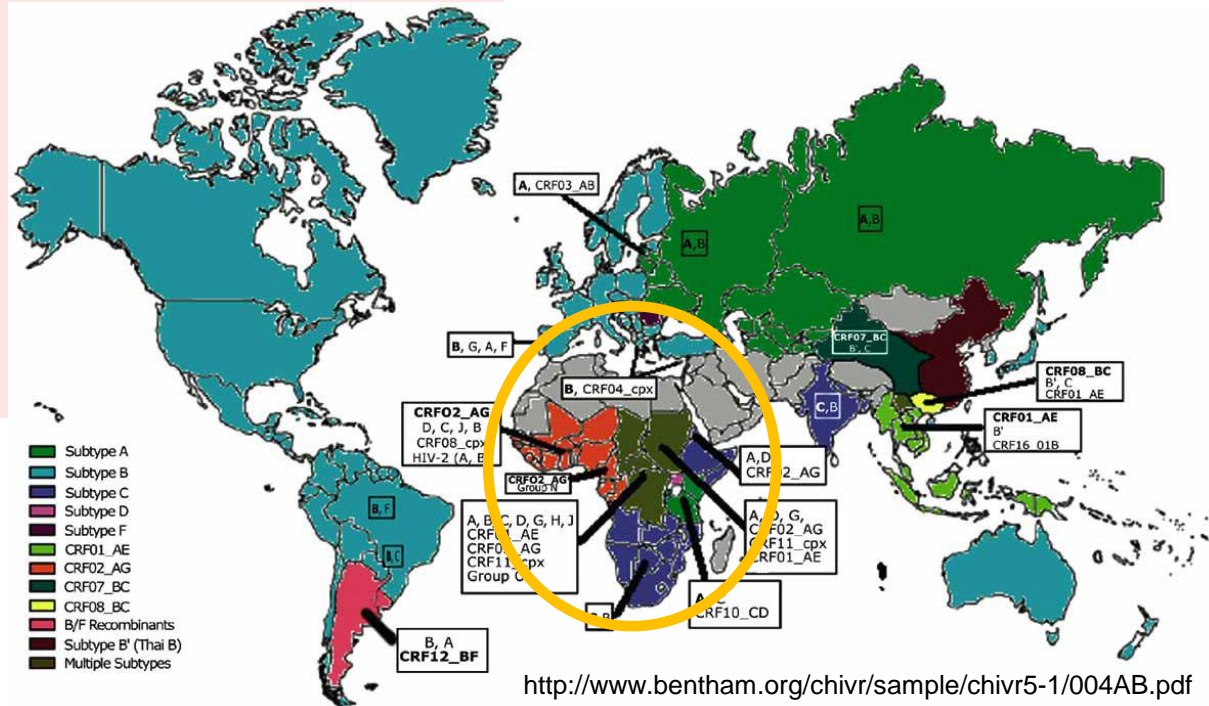 A, CRF03_AB
A,B
A,B
B, G, A, F
B, CRF04_cpx
CRF07_BC
B', C
CRF08_BC
B', C
CRF01_AE
C,B
CRF01_AE
B'
CRF16_01B
CRFO2_AG
D, C, J, B
CRF08_cpx
HIV-2 (A, B
CRFO2_AG
Group N
A,D
CRF02_AG
A, B, C, D, G, H, J
CRF01_AE
AG
CRF11_cpx
Group
G,
CRF02_AG
CRF11_cpx
CRF01_AE
CRF10_CD
B, F
B,C
B, A
CRF12_BF
Subtype A
Subtype B
Subtype C
Subtype D
Subtype F
CRF01_AE
CRF02_AG
CRF07_BC
CRF08_BC
B/F Recombinants
Subtype B' (Thai B)
Multiple Subtypes
http://www.bentham.org/chivr/sample/chivr5-1/004AB.pdf